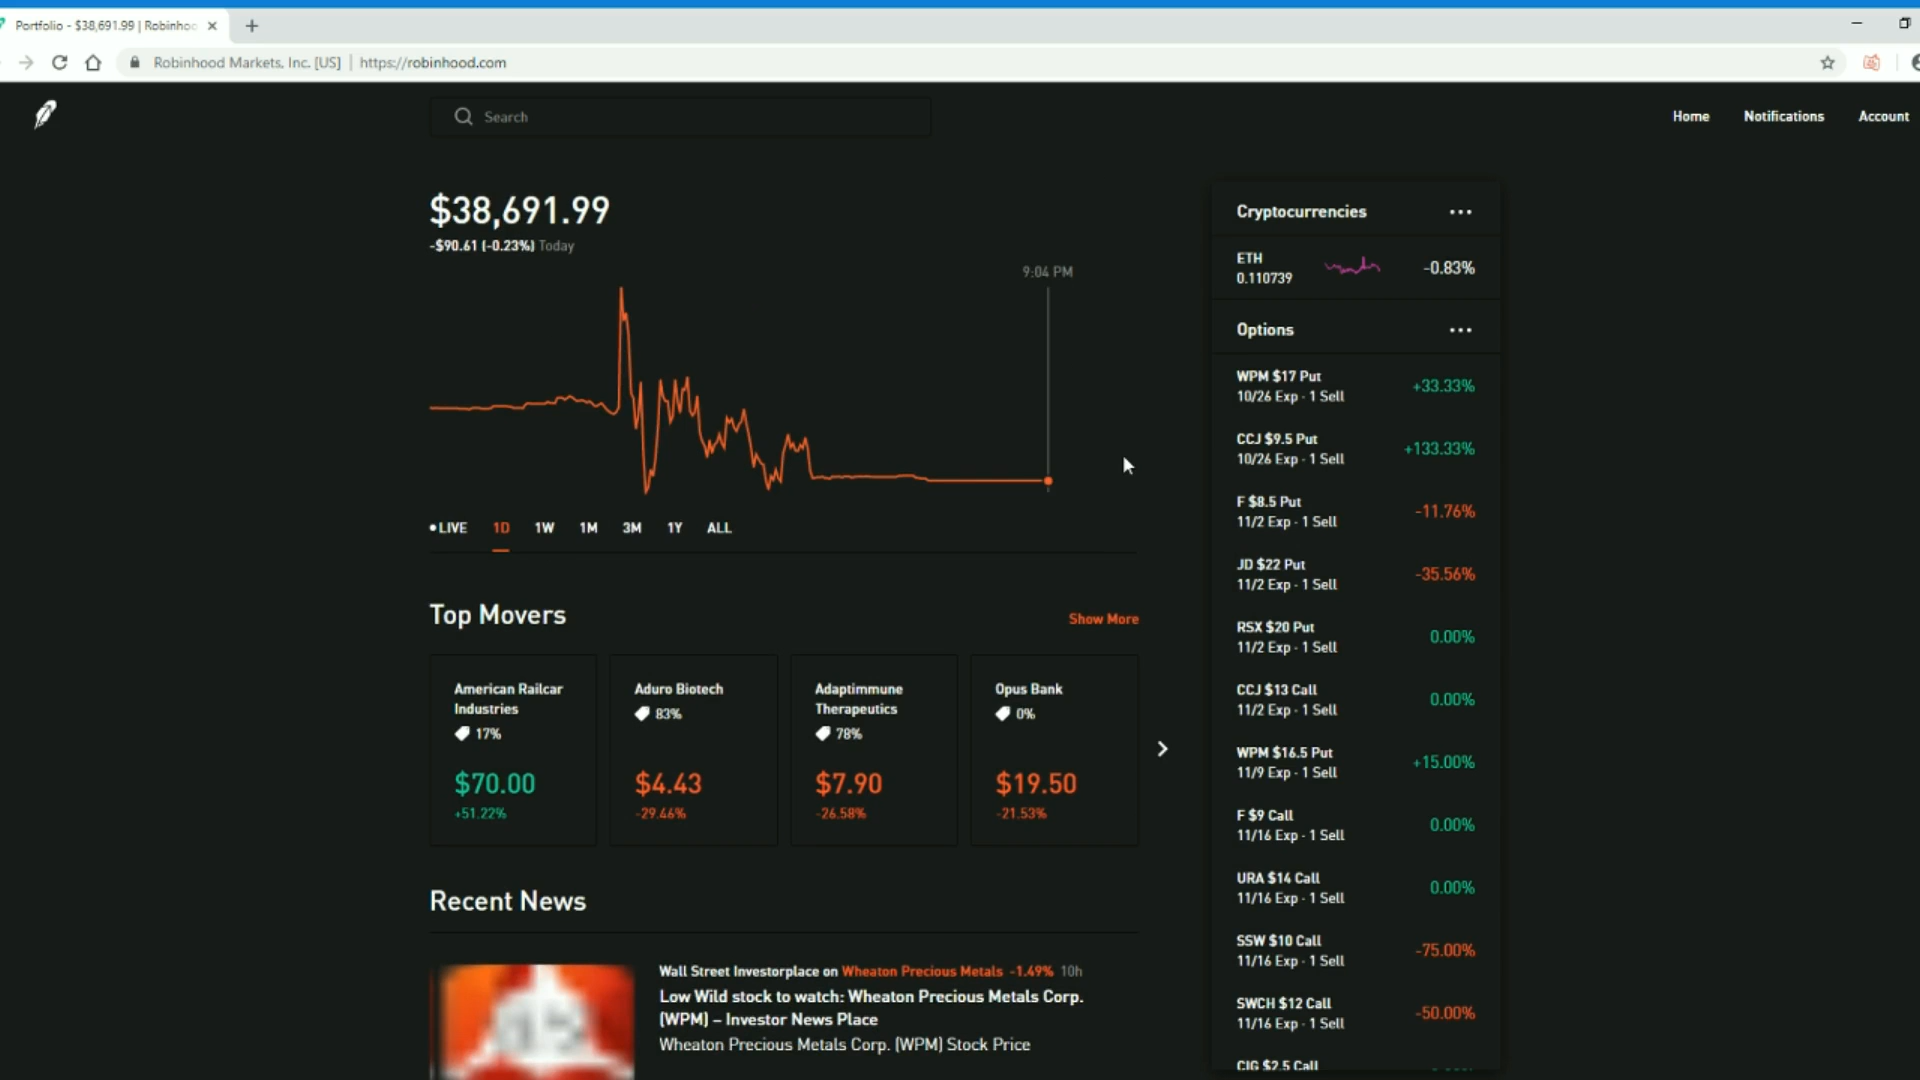 Portfolio - $38,691.99 | Robinhoo
Robinhood Markets, Inc. [US] | https://robinhood.com
Search
Home
Notifications
Account
$38,691.99
-$90.61 (-0.23%) Today
9:04 PM
LIVE
1D
1W
1M
3M
1Y
ALL
Top Movers
Show More
American Railcar
Industries
17%
$70.00
+51.22%
Aduro Biotech
83%
$4.43
-29.46%
Adaptimmune
Therapeutics
78%
$7.90
-26.58%
Opus Bank
0%
$19.50
-21.53%
Recent News
Wall Street Investorplace on Wheaton Precious Metals -1.49% 10h
Low Wild stock to watch: Wheaton Precious Metals Corp.
(WPM) – Investor News Place
Wheaton Precious Metals Corp. (WPM) Stock Price
Cryptocurrencies
ETH
0.110739
-0.83%
Options
WPM $17 Put
10/26 Exp · 1 Sell
+33.33%
CCJ $9.5 Put
10/26 Exp · 1 Sell
+133.33%
F $8.5 Put
11/2 Exp · 1 Sell
-11.76%
JD $22 Put
11/2 Exp · 1 Sell
-35.56%
RSX $20 Put
11/2 Exp · 1 Sell
0.00%
CCJ $13 Call
11/2 Exp · 1 Sell
0.00%
WPM $16.5 Put
11/9 Exp · 1 Sell
+15.00%
F $9 Call
11/16 Exp · 1 Sell
0.00%
URA $14 Call
11/16 Exp · 1 Sell
0.00%
SSW $10 Call
11/16 Exp · 1 Sell
-75.00%
SWCH $12 Call
11/16 Exp · 1 Sell
-50.00%
CIG $2.5 Call